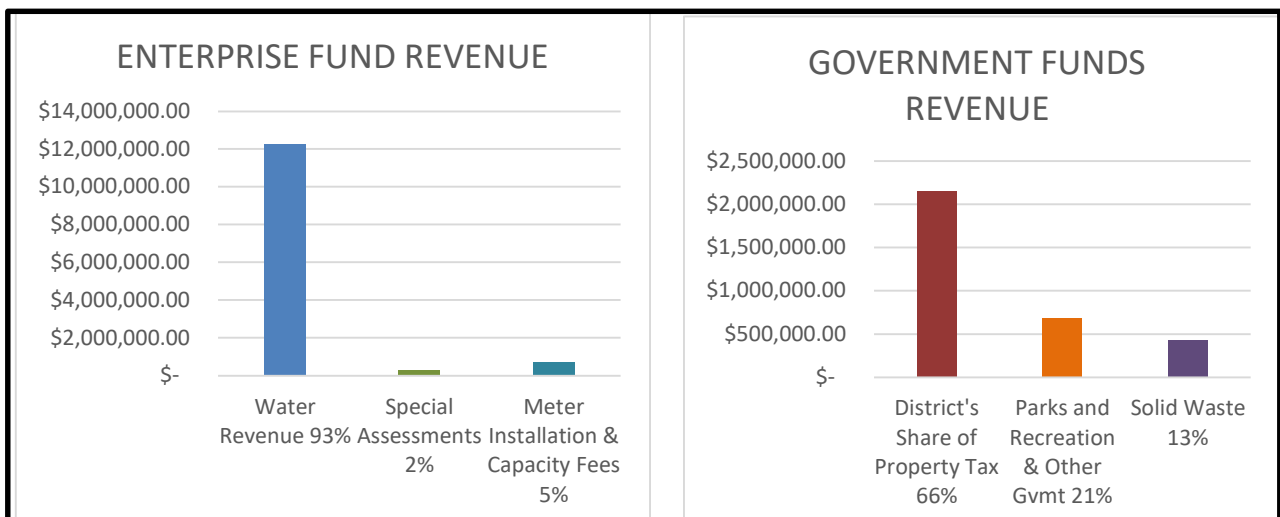 ENTERPRISE FUND REVENUE
$14,000,000.00
$12,000,000.00
$10,000,000.00
$8,000,000.00
$6,000,000.00
$4,000,000.00
$2,000,000.00
$-
Water
Revenue 93%
Special
Assessments
2%
Meter
Installation &
Capacity Fees
5%
GOVERNMENT FUNDS
REVENUE
$2,500,000.00
$2,000,000.00
$1,500,000.00
$1,000,000.00
$500,000.00
$-
District's
Share of
Property Tax
66%
Parks and
Recreation
& Other
Gvmt 21%
Solid Waste
13%